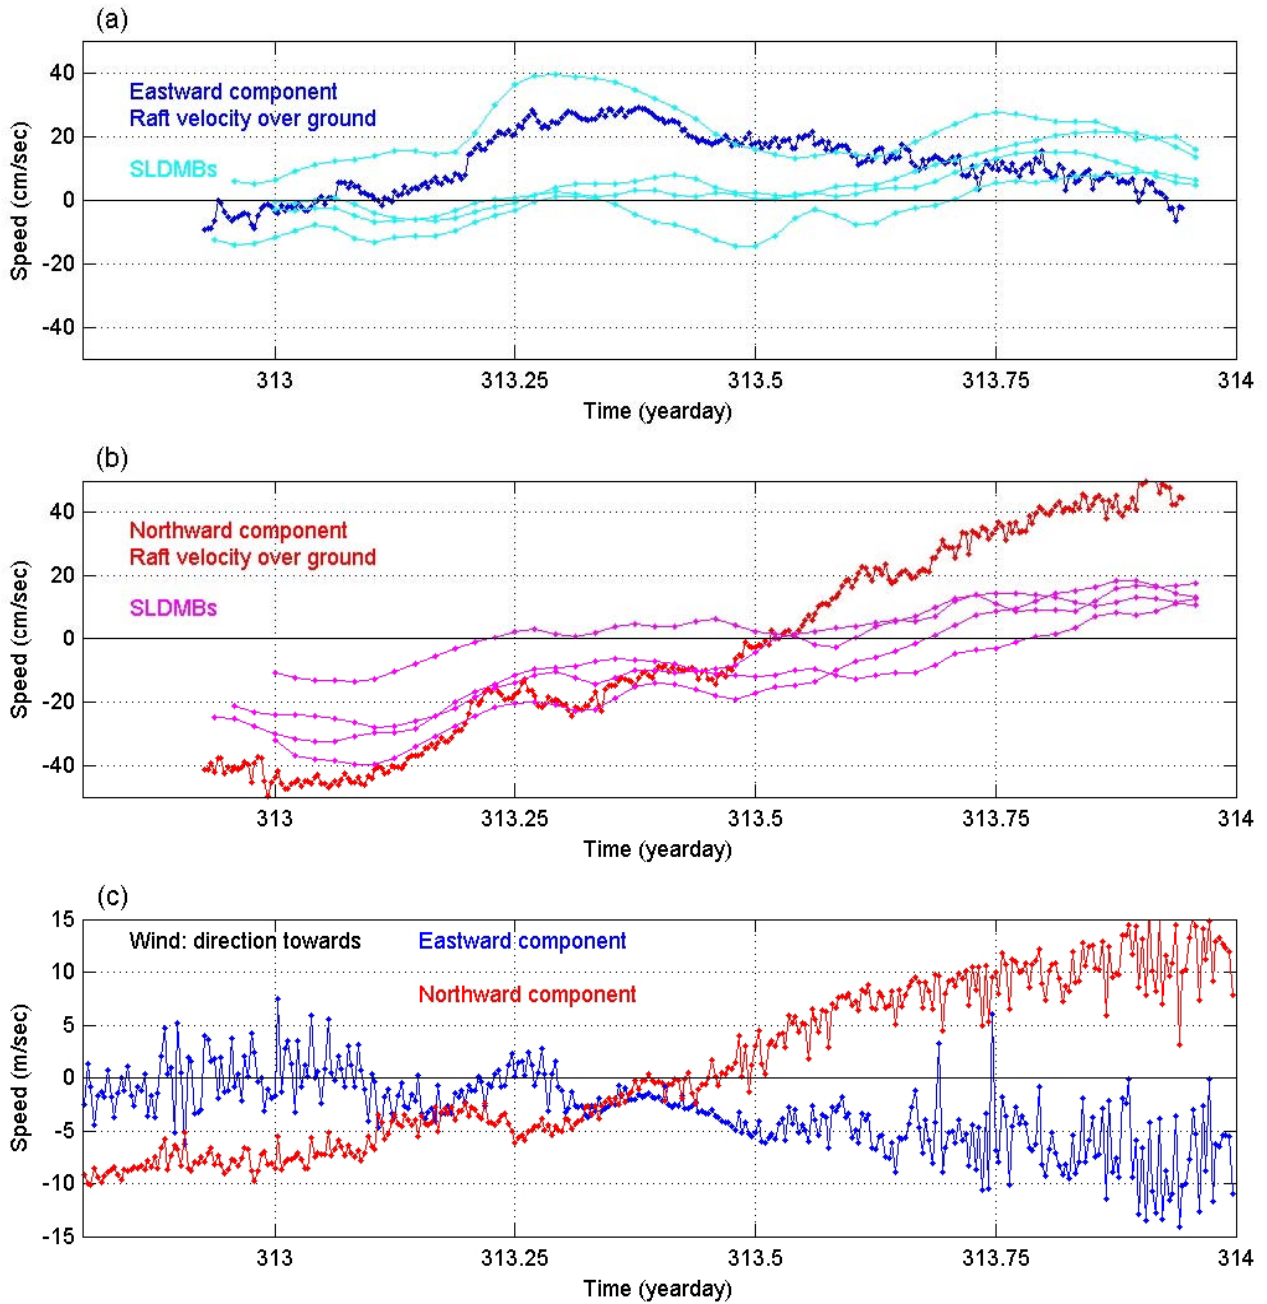 (a)
40
20
0
-20
-40
Speed (cm/sec)
Eastward component
Raft velocity over ground
SLDMBs
313
313.25
313.5
313.75
314
Time (yearday)
(b)
40
20
0
-20
-40
Speed (cm/sec)
Northward component
Raft velocity over ground
SLDMBs
313
313.25
313.5
313.75
314
Time (yearday)
(c)
15
10
5
0
-5
-10
-15
Speed (m/sec)
Wind: direction towards
Eastward component
Northward component
313
313.25
313.5
313.75
314
Time (yearday)